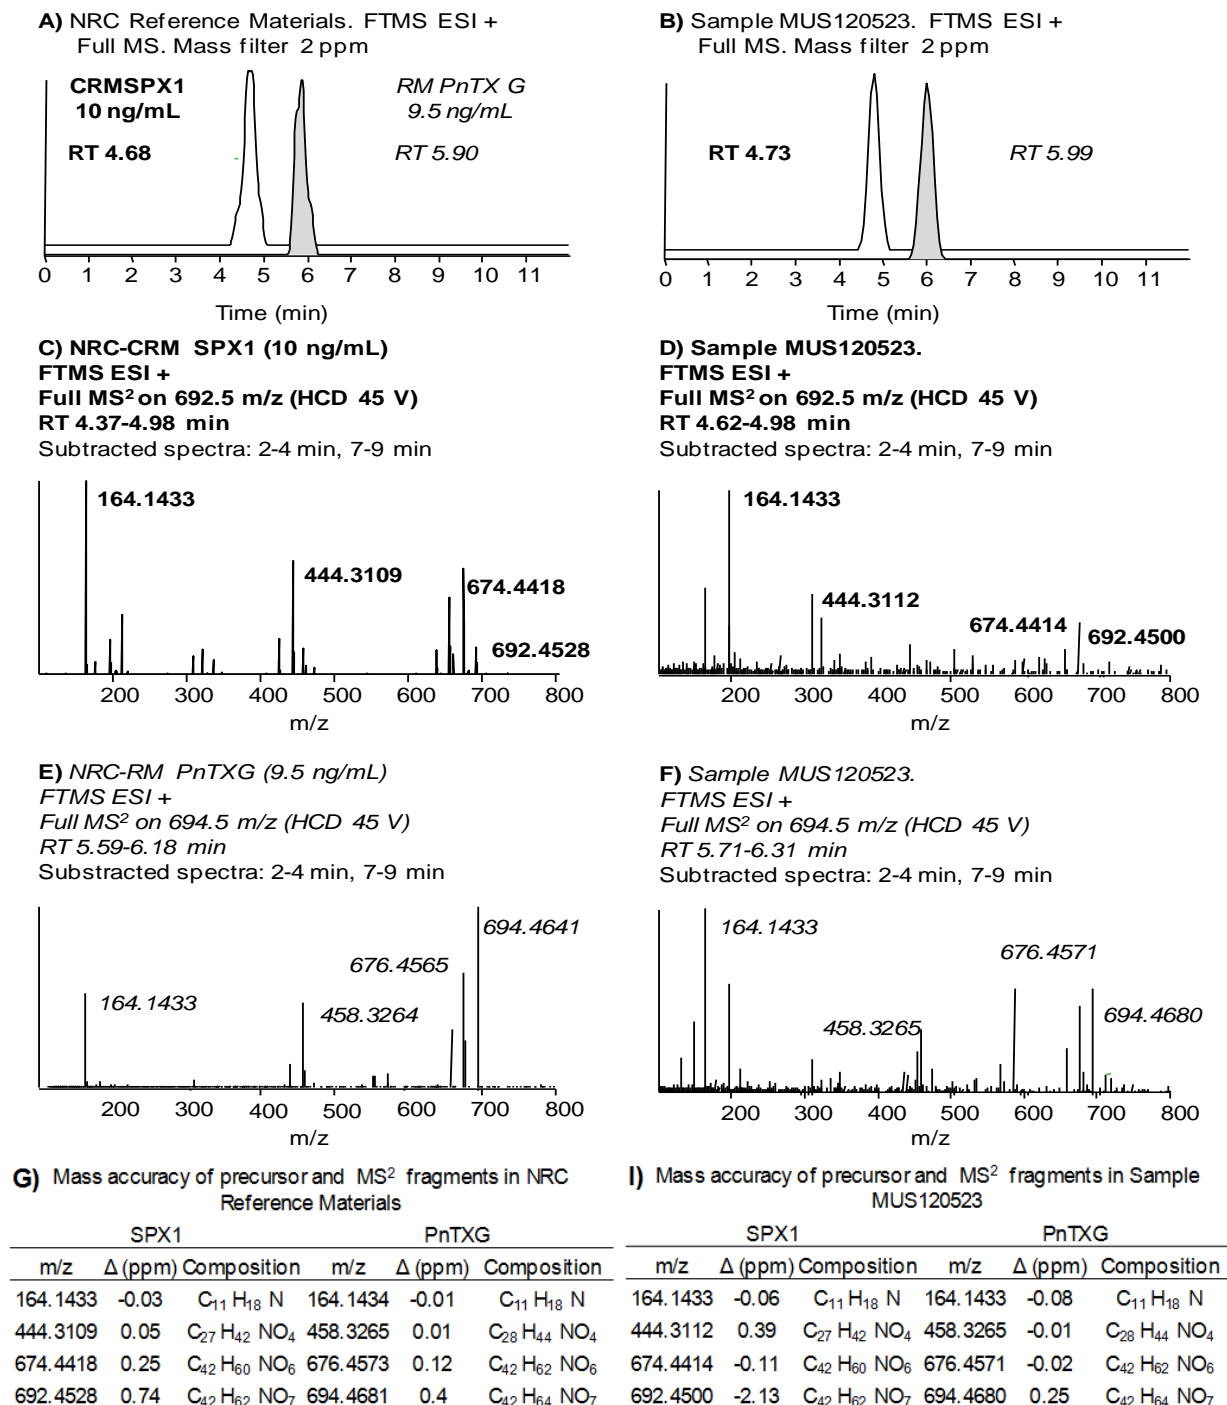 A) NRC Reference Materials. FTMS ESI +
Full MS. Mass filter 2 ppm
CRMSPX1
10 ng/mL
RM PnTX G
9.5 ng/mL
RT 4.68
RT 5.90
0 1 2 3 4 5 6 7 8 9 10 11
Time (min)
B) Sample MUS120523. FTMS ESI +
Full MS. Mass filter 2 ppm
RT 4.73
RT 5.99
0 1 2 3 4 5 6 7 8 9 10 11
Time (min)
C) NRC-CRM SPX1 (10 ng/mL)
FTMS ESI +
Full MS² on 692.5 m/z (HCD 45 V)
RT 4.37-4.98 min
Subtracted spectra: 2-4 min, 7-9 min
164.1433
444.3109
674.4418
692.4528
200 300 400 500 600 700 800
m/z
D) Sample MUS120523.
FTMS ESI +
Full MS² on 692.5 m/z (HCD 45 V)
RT 4.62-4.98 min
Subtracted spectra: 2-4 min, 7-9 min
164.1433
444.3112
674.4414
692.4500
200 300 400 500 600 700 800
m/z
E) NRC-RM PnTXG (9.5 ng/mL)
FTMS ESI +
Full MS² on 694.5 m/z (HCD 45 V)
RT 5.59-6.18 min
Substracted spectra: 2-4 min, 7-9 min
694.4641
676.4565
164.1433
458.3264
200 300 400 500 600 700 800
m/z
F) Sample MUS120523.
FTMS ESI +
Full MS² on 694.5 m/z (HCD 45 V)
RT 5.71-6.31 min
Subtracted spectra: 2-4 min, 7-9 min
164.1433
676.4571
458.3265
694.4680
200 300 400 500 600 700 800
m/z
G) Mass accuracy of precursor and MS² fragments in NRC
Reference Materials
SPX1 PnTXG
m/z Δ (ppm) Composition m/z Δ (ppm) Composition
164.1433 -0.03 C₁₁ H₁₈ N 164.1434 -0.01 C₁₁ H₁₈ N
444.3109 0.05 C₂₇ H₄₂ NO₄ 458.3265 0.01 C₂₈ H₄₄ NO₄
674.4418 0.25 C₄₂ H₆₀ NO₆ 676.4573 0.12 C₄₂ H₆₂ NO₆
692.4528 0.74 C₄₂ H₆₂ NO₇ 694.4681 0.4 C₄₂ H₆₄ NO₇
I) Mass accuracy of precursor and MS² fragments in Sample
MUS120523
SPX1 PnTXG
m/z Δ (ppm) Composition m/z Δ (ppm) Composition
164.1433 -0.06 C₁₁ H₁₈ N 164.1433 -0.08 C₁₁ H₁₈ N
444.3112 0.39 C₂₇ H₄₂ NO₄ 458.3265 -0.01 C₂₈ H₄₄ NO₄
674.4414 -0.11 C₄₂ H₆₀ NO₆ 676.4571 -0.02 C₄₂ H₆₂ NO₆
692.4500 -2.13 C₄₂ H₆₂ NO₇ 694.4680 0.25 C₄₂ H₆₄ NO₇